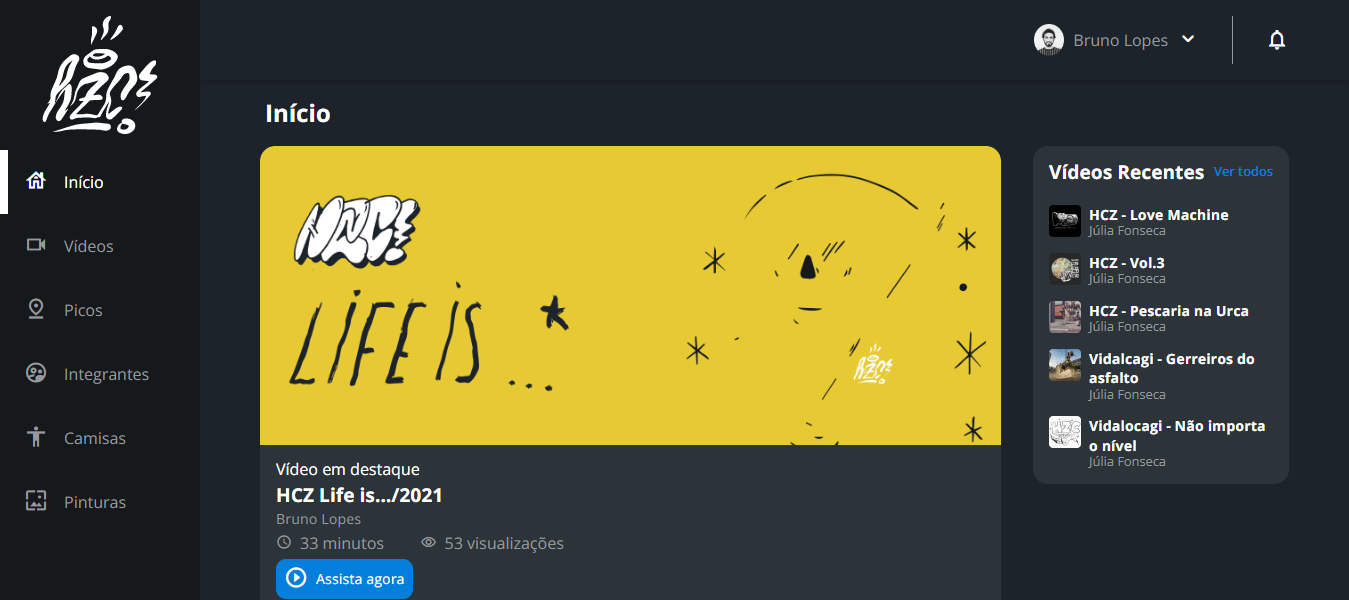 HZC!
Bruno Lopes
Início
Início
Vídeos
Picos
Integrantes
Camisas
Pinturas
HZC!
LIFE IS ...*
Vídeo em destaque
HCZ Life is.../2021
Bruno Lopes
33 minutos
53 visualizações
Assista agora
Vídeos Recentes
Ver todos
HCZ - Love Machine
Júlia Fonseca
HCZ - Vol.3
Júlia Fonseca
HCZ - Pescaria na Urca
Júlia Fonseca
Vidalcagi - Gerreiros do
asfalto
Júlia Fonseca
Vidalocagi - Não importa
o nível
Júlia Fonseca